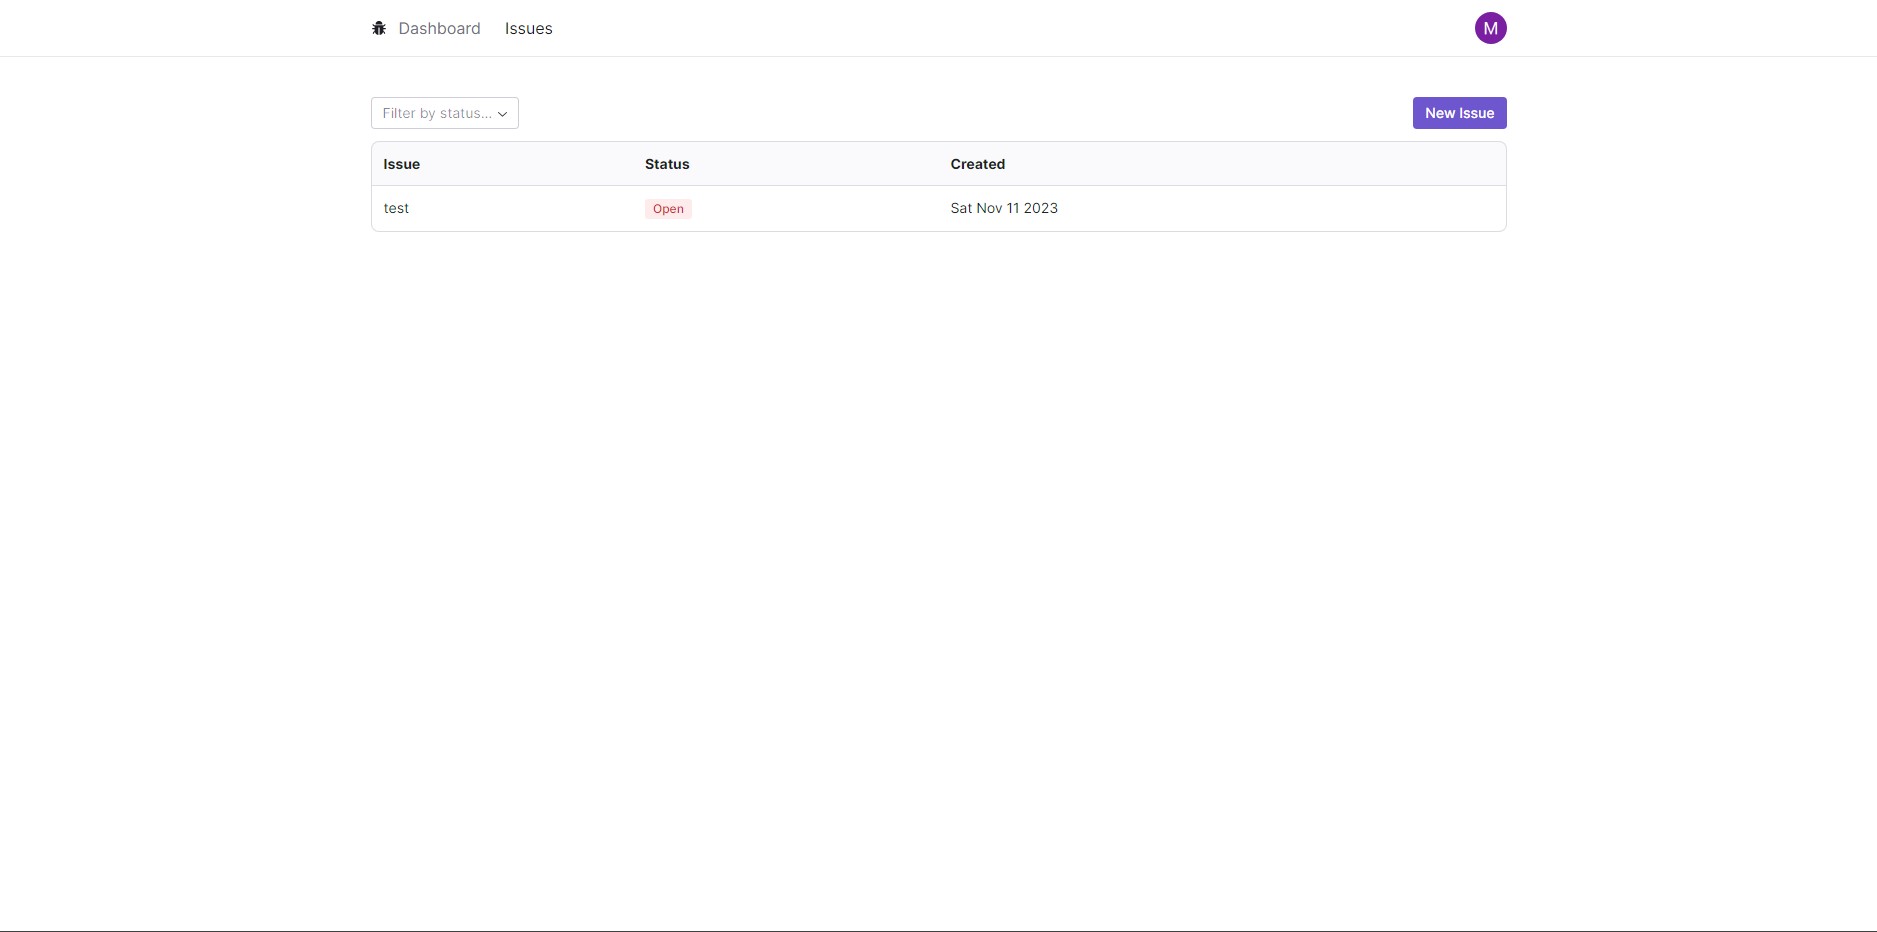 Dashboard Issues M
Filter by status... New Issue
Issue Status Created
test Open Sat Nov 11 2023